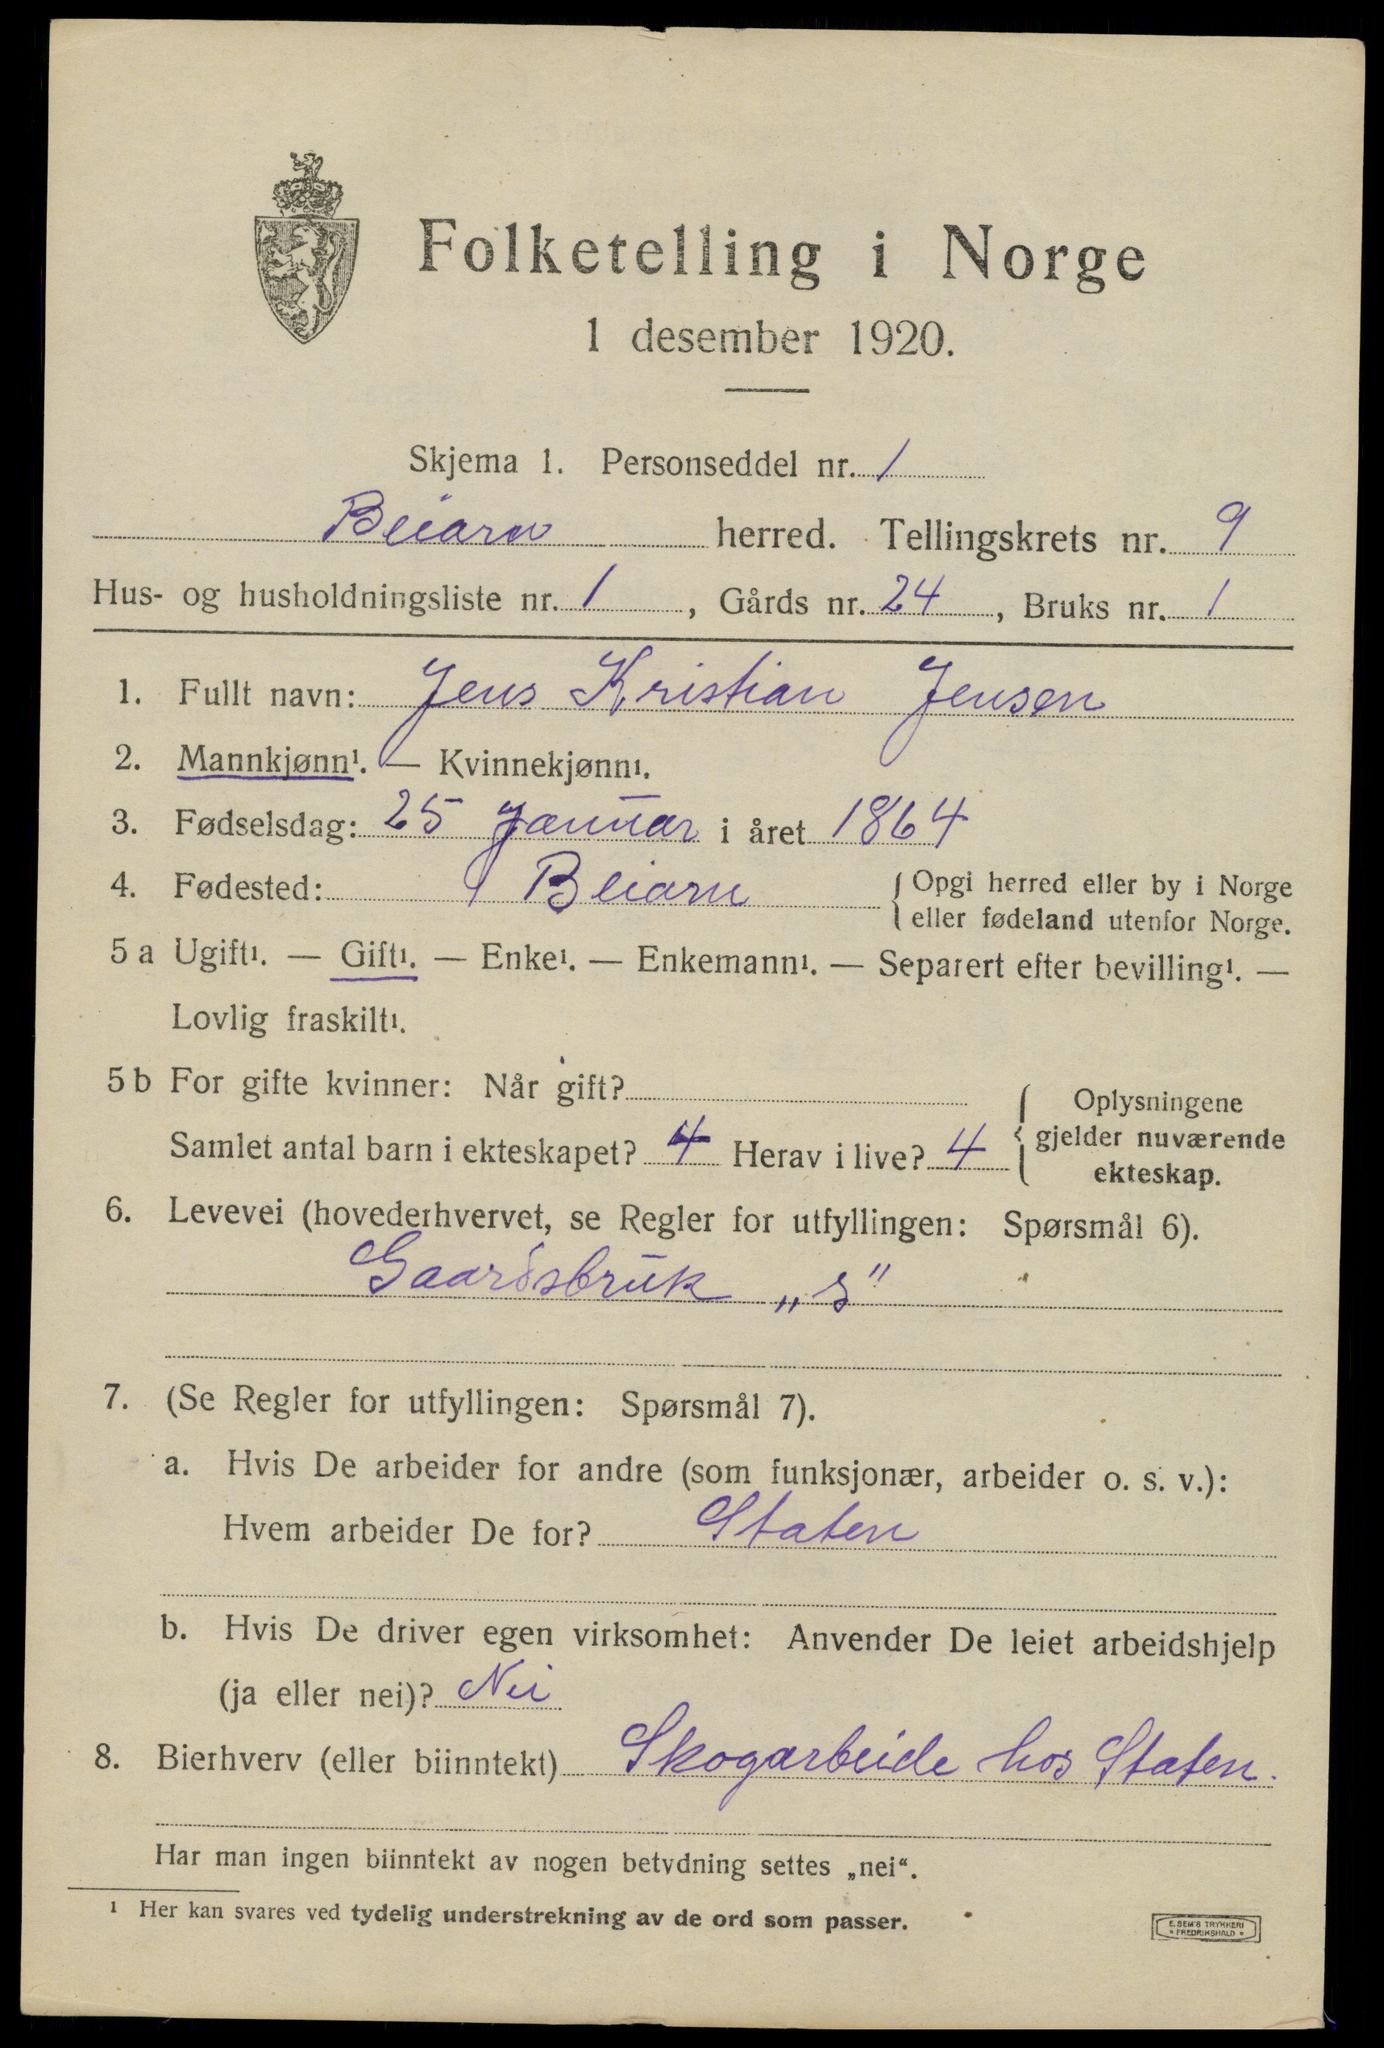 Folketelling i Norge
1 desember 1920.
Skjema 1. Personseddel nr. 1
Beiarn herred. Tellingskrets nr. 9
Hus- og husholdningsliste nr. 1, Gårds nr. 24, Bruks nr. 1
1. Fullt navn: Jens Kristian Jensen
2. Mannkjønn¹. — Kvinnekjønn¹.
3. Fødselsdag: 25 Januar i året 1864
4. Fødested: Beiarn { Opgi herred eller by i Norge
eller fødeland utenfor Norge.
5 a Ugift¹. — Gift¹. — Enke¹. — Enkemann¹. — Separert efter bevilling¹. —
Lovlig fraskilt¹.
5 b For gifte kvinner: Når gift?
Samlet antal barn i ekteskapet? 4 Herav i live? 4
{ Oplysningene
gjelder nuværende
ekteskap.
6. Levevei (hovederhvervet, se Regler for utfyllingen: Spørsmål 6).
Gaardsbruk „s"
7. (Se Regler for utfyllingen: Spørsmål 7).
a. Hvis De arbeider for andre (som funksjonær, arbeider o. s. v.):
Hvem arbeider De for? Staten
b. Hvis De driver egen virksomhet: Anvender De leiet arbeidshjelp
(ja eller nei)? Nei
8. Bierhverv (eller biinntekt) Skogarbeide hos Staten.
Har man ingen biinntekt av nogen betydning settes „nei".
¹ Her kan svares ved tydelig understrekning av de ord som passer.
E. SEM'S TRYKKERI
* FREDRIKSHALD *